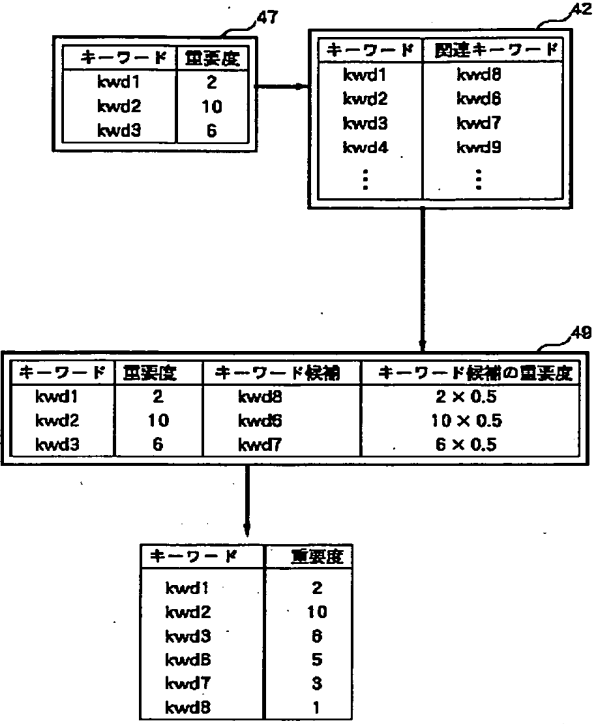 47
キーワード 重要度
kwd1 2
kwd2 10
kwd3 6
42
キーワード 関連キーワード
kwd1 kwd8
kwd2 kwd6
kwd3 kwd7
kwd4 kwd9
⋮ ⋮
49
キーワード 重要度 キーワード候補 キーワード候補の重要度
kwd1 2 kwd8 2 × 0.5
kwd2 10 kwd6 10 × 0.5
kwd3 6 kwd7 6 × 0.5
キーワード 重要度
kwd1 2
kwd2 10
kwd3 6
kwd6 5
kwd7 3
kwd8 1